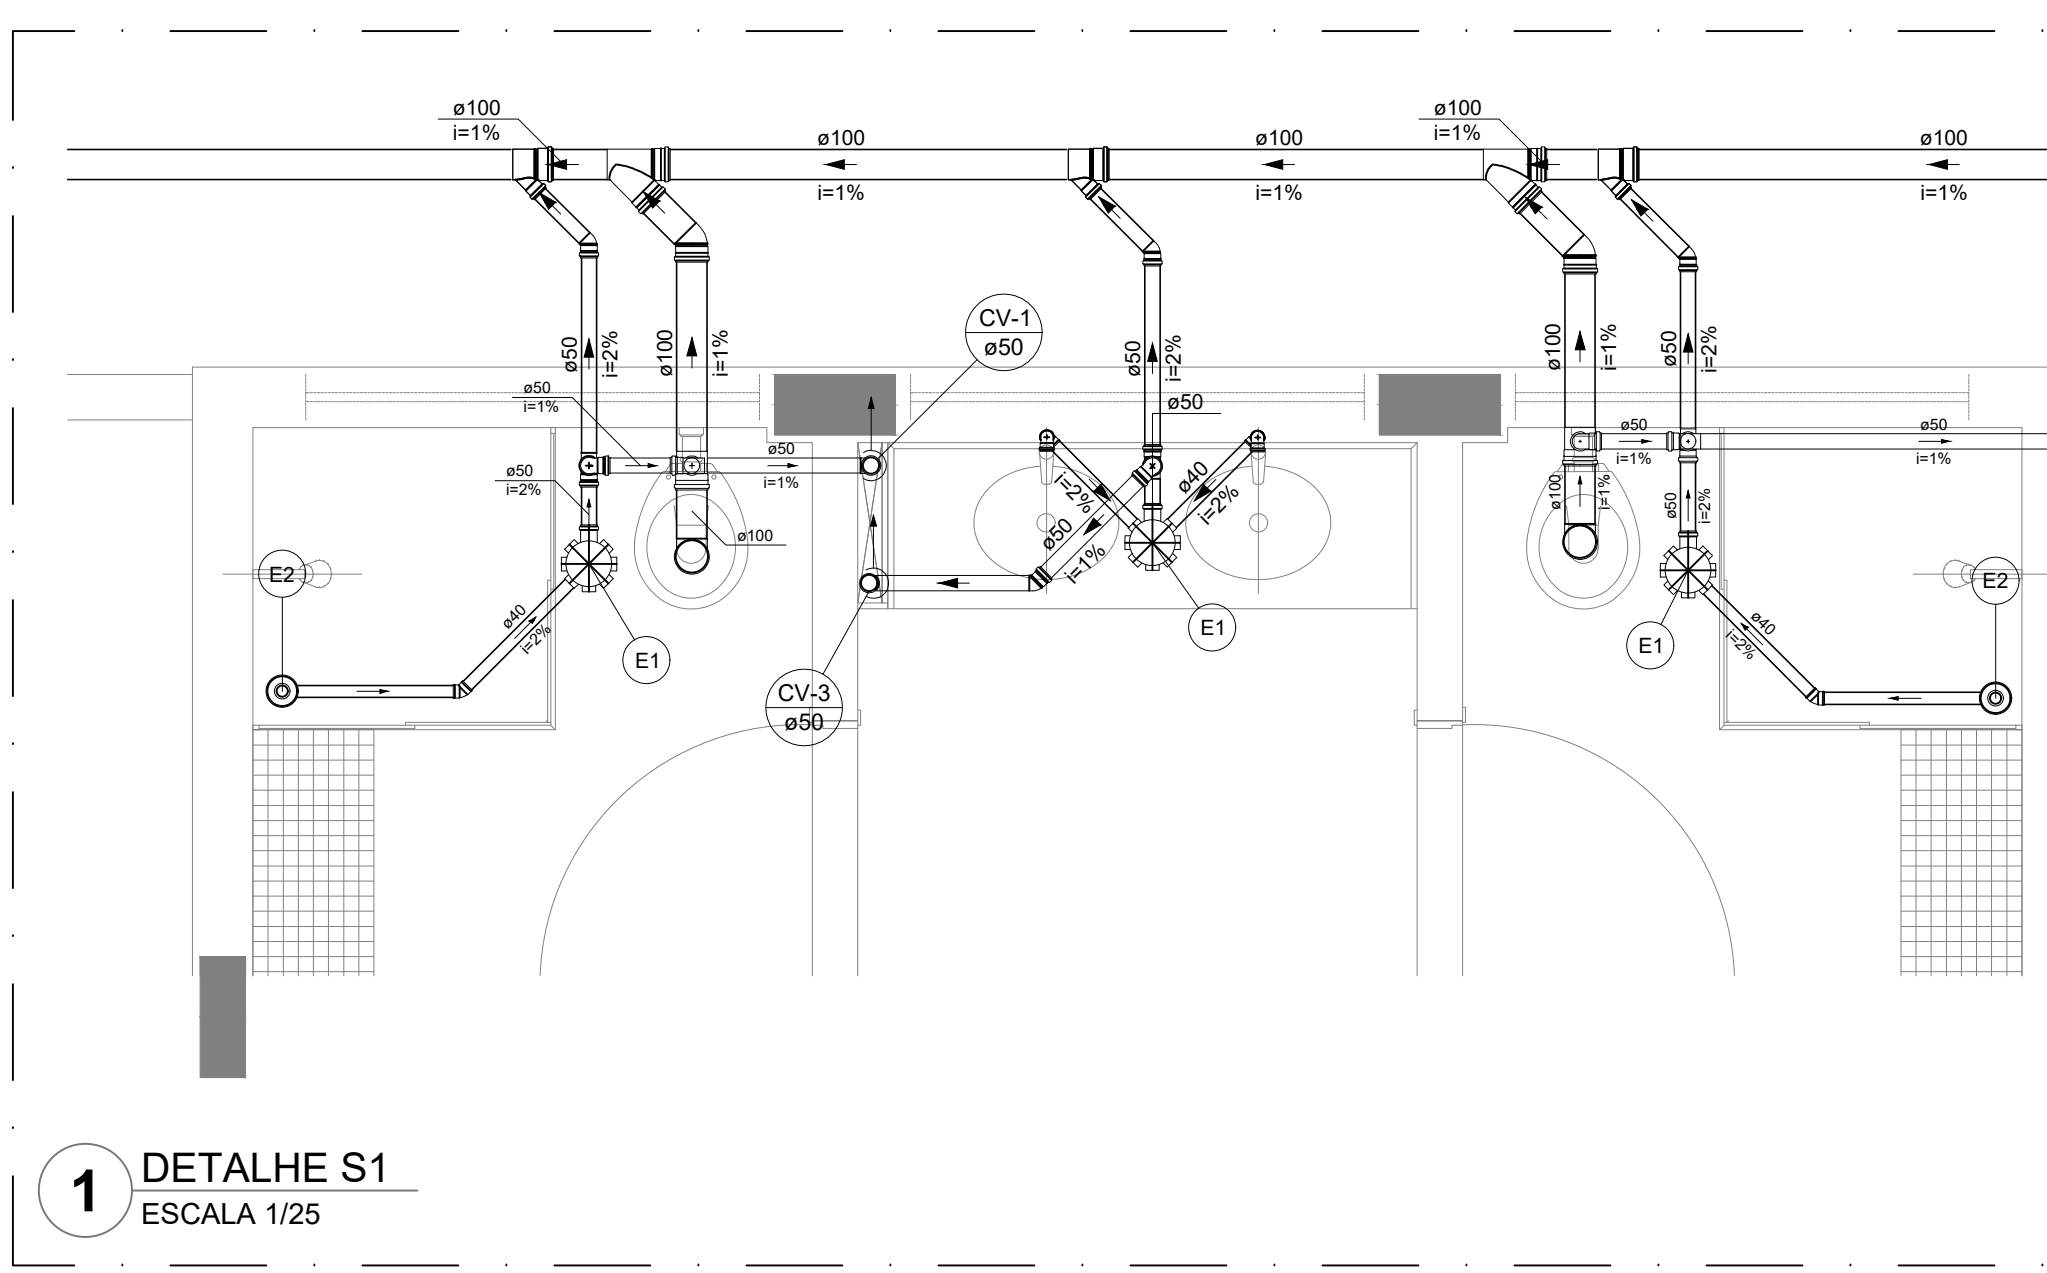 ø100
i=1%
ø100
i=1%
ø100
i=1%
ø100
i=1%
ø100
i=1%
CV-1
ø50
ø50
i=2%
ø100
i=1%
ø50
i=2%
ø100
i=1%
ø50
i=2%
ø50
i=1%
ø50
ø50
i=1%
ø50
i=1%
ø50
i=1%
ø50
i=2%
ø100
i=2%
ø40
i=2%
ø50
i=1%
ø100
i=1%
ø50
i=2%
E2
E2
ø40
i=2%
E1
E1
E1
ø40
i=2%
CV-3
ø50
1
DETALHE S1
ESCALA 1/25